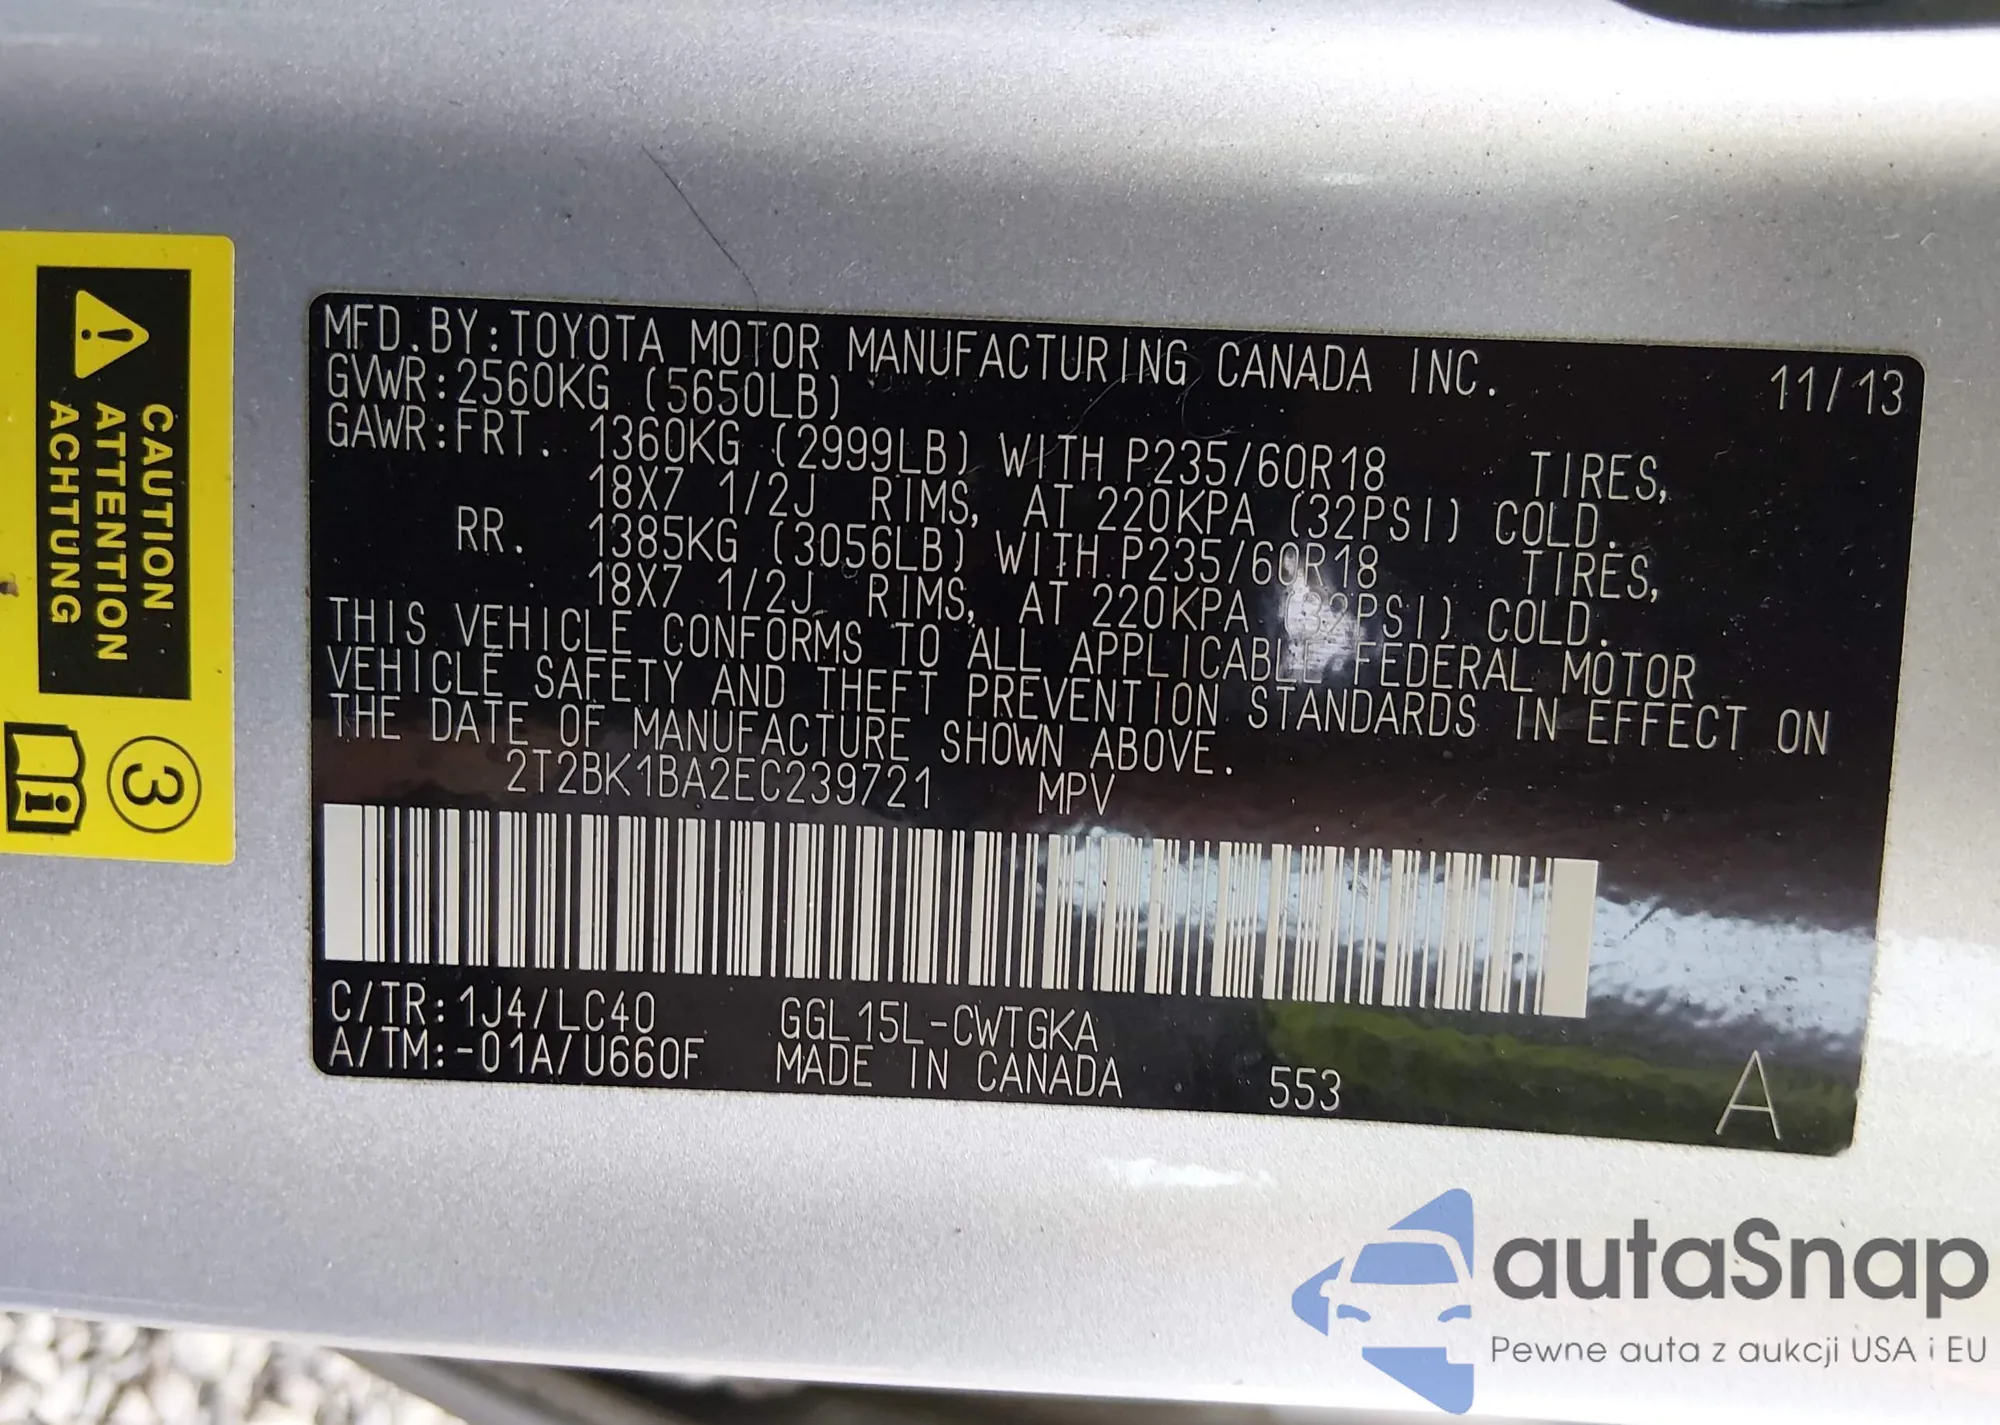 CAUTION
ATTENTION
ACHTUNG
3
MFD. BY: TOYOTA MOTOR MANUFACTURING CANADA INC. 11/13
GVWR: 2560KG (5650LB)
GAWR: FRT. 1360KG (2999LB) WITH P235/60R18 TIRES,
18X7 1/2J RIMS, AT 220KPA (32PSI) COLD.
RR. 1385KG (3056LB) WITH P235/60R18 TIRES,
18X7 1/2J RIMS, AT 220KPA (32PSI) COLD.
THIS VEHICLE CONFORMS TO ALL APPLICABLE FEDERAL MOTOR
VEHICLE SAFETY AND THEFT PREVENTION STANDARDS IN EFFECT ON
THE DATE OF MANUFACTURE SHOWN ABOVE.
2T2BK1BA2EC239721 MPV
C/TR: 1J4/LC40 GGL15L-CWTGKA
A/TM: -01A/U660F MADE IN CANADA 553 A
autaSnap
Pewne auta z aukcji USA i EU